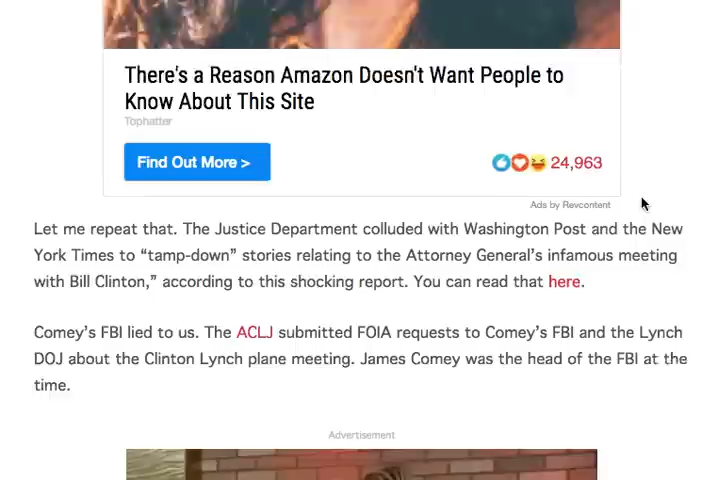 There's a Reason Amazon Doesn't Want People to
Know About This Site
Tophatter
Find Out More >
24,963
Ads by Revcontent
Let me repeat that. The Justice Department colluded with Washington Post and the New
York Times to “tamp-down” stories relating to the Attorney General’s infamous meeting
with Bill Clinton,” according to this shocking report. You can read that here.
Comey’s FBI lied to us. The ACLJ submitted FOIA requests to Comey’s FBI and the Lynch
DOJ about the Clinton Lynch plane meeting. James Comey was the head of the FBI at the
time.
Advertisement